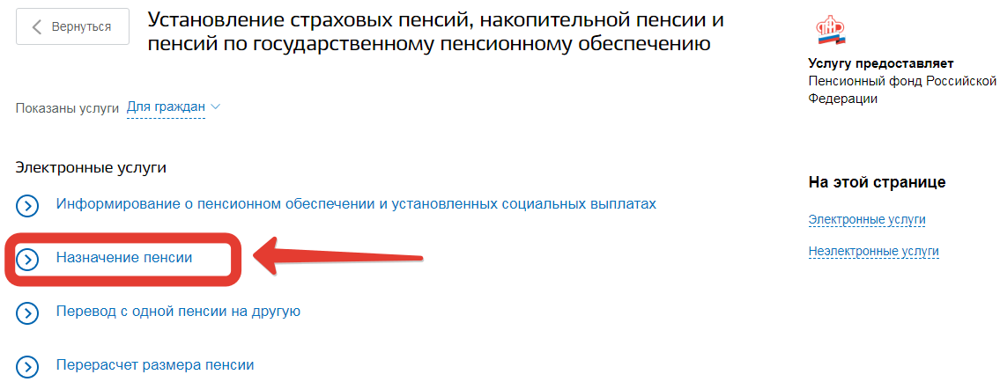 Вернуться
Установление страховых пенсий, накопительной пенсии и
пенсий по государственному пенсионному обеспечению
Показаны услуги Для граждан
Электронные услуги
Информирование о пенсионном обеспечении и установленных социальных выплатах
Назначение пенсии
Перевод с одной пенсии на другую
Перерасчет размера пенсии
Услугу предоставляет
Пенсионный фонд Российской
Федерации
На этой странице
Электронные услуги
Неэлектронные услуги